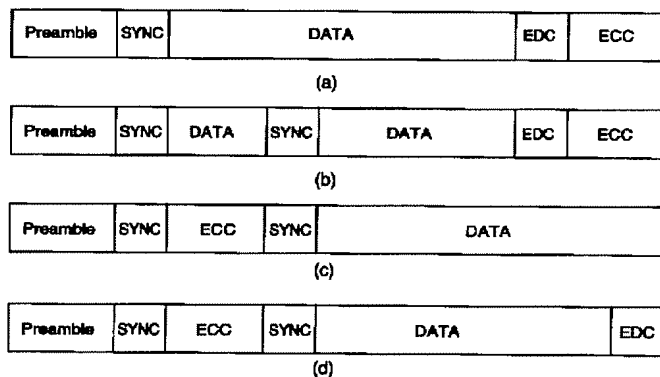 Preamble SYNC DATA EDC ECC
(a)
Preamble SYNC DATA SYNC DATA EDC ECC
(b)
Preamble SYNC ECC SYNC DATA
(c)
Preamble SYNC ECC SYNC DATA EDC
(d)